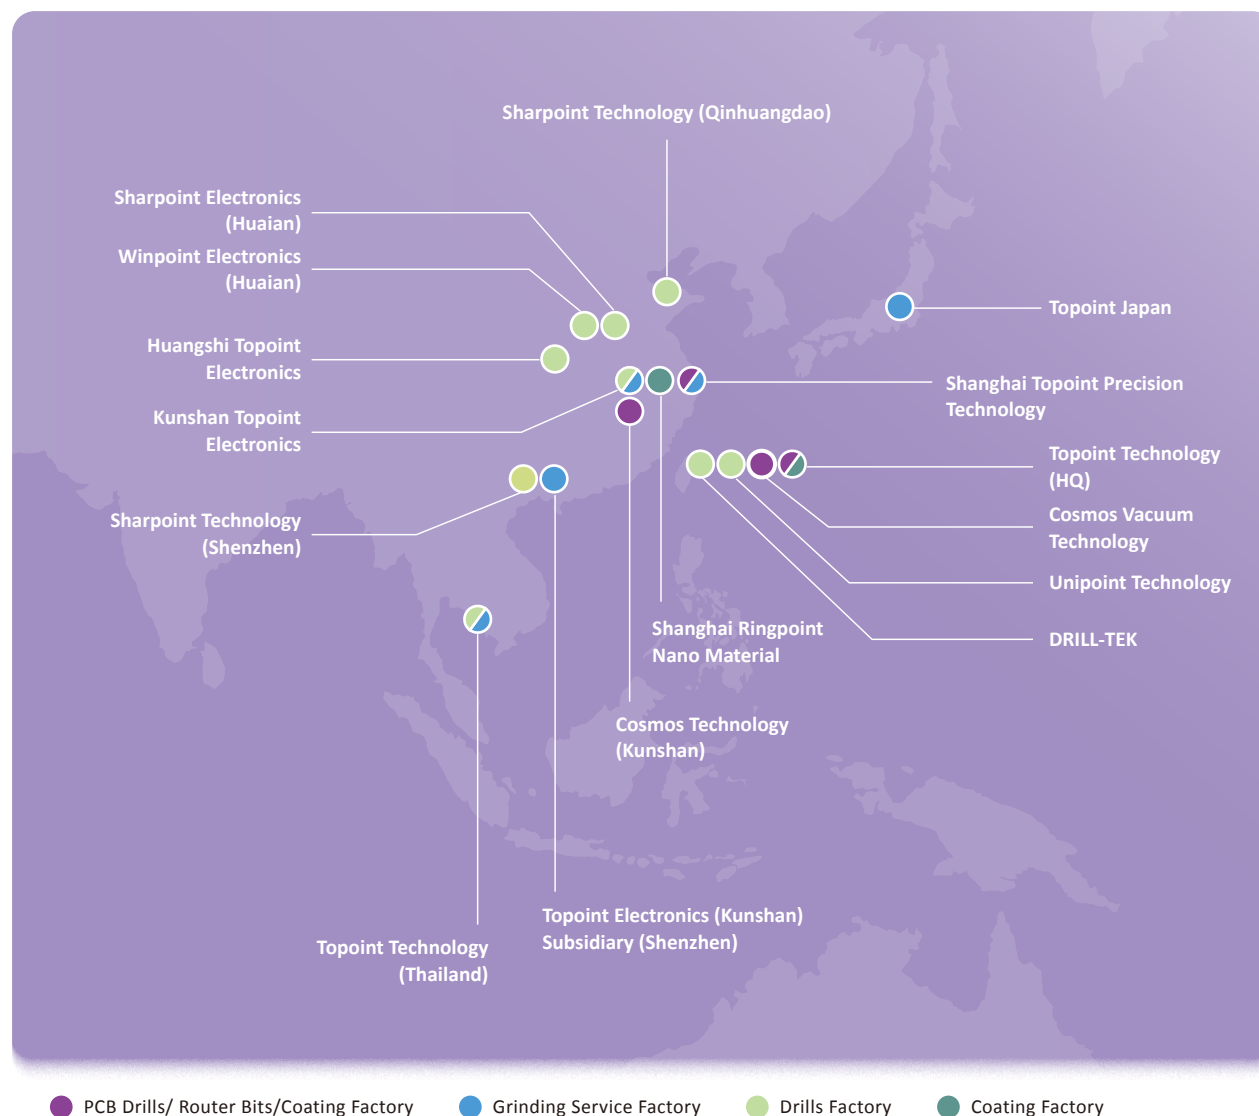 Sharpoint Technology (Qinhuangdao)
Sharpoint Electronics
(Huaian)
Winpoint Electronics
(Huaian)
Huangshi Topoint
Electronics
Kunshan Topoint
Electronics
Sharpoint Technology
(Shenzhen)
Topoint Japan
Shanghai Topoint Precision
Technology
Topoint Technology
(HQ)
Cosmos Vacuum
Technology
Unipoint Technology
DRILL-TEK
Shanghai Ringpoint
Nano Material
Cosmos Technology
(Kunshan)
Topoint Electronics (Kunshan)
Subsidiary (Shenzhen)
Topoint Technology
(Thailand)
PCB Drills/ Router Bits/Coating Factory
Grinding Service Factory
Drills Factory
Coating Factory